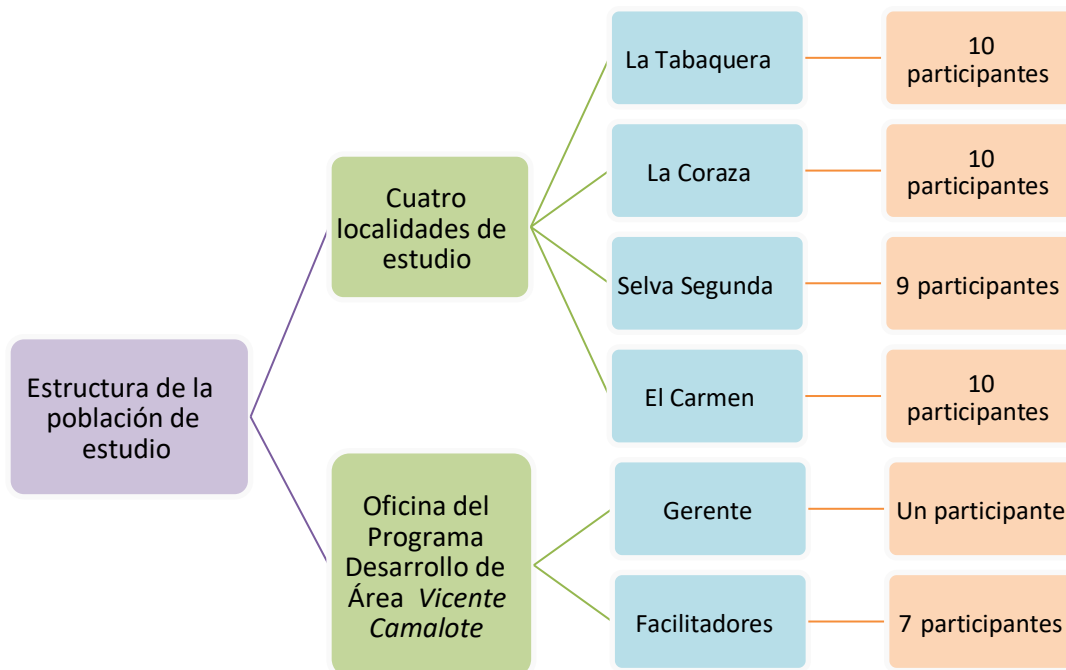 Estructura de la
población de
estudio
Cuatro
localidades de
estudio
La Tabaquera
10
participantes
La Coraza
10
participantes
Selva Segunda
9 participantes
El Carmen
10
participantes
Oficina del
Programa
Desarrollo de
Área Vicente
Camalote
Gerente
Un participante
Facilitadores
7 participantes